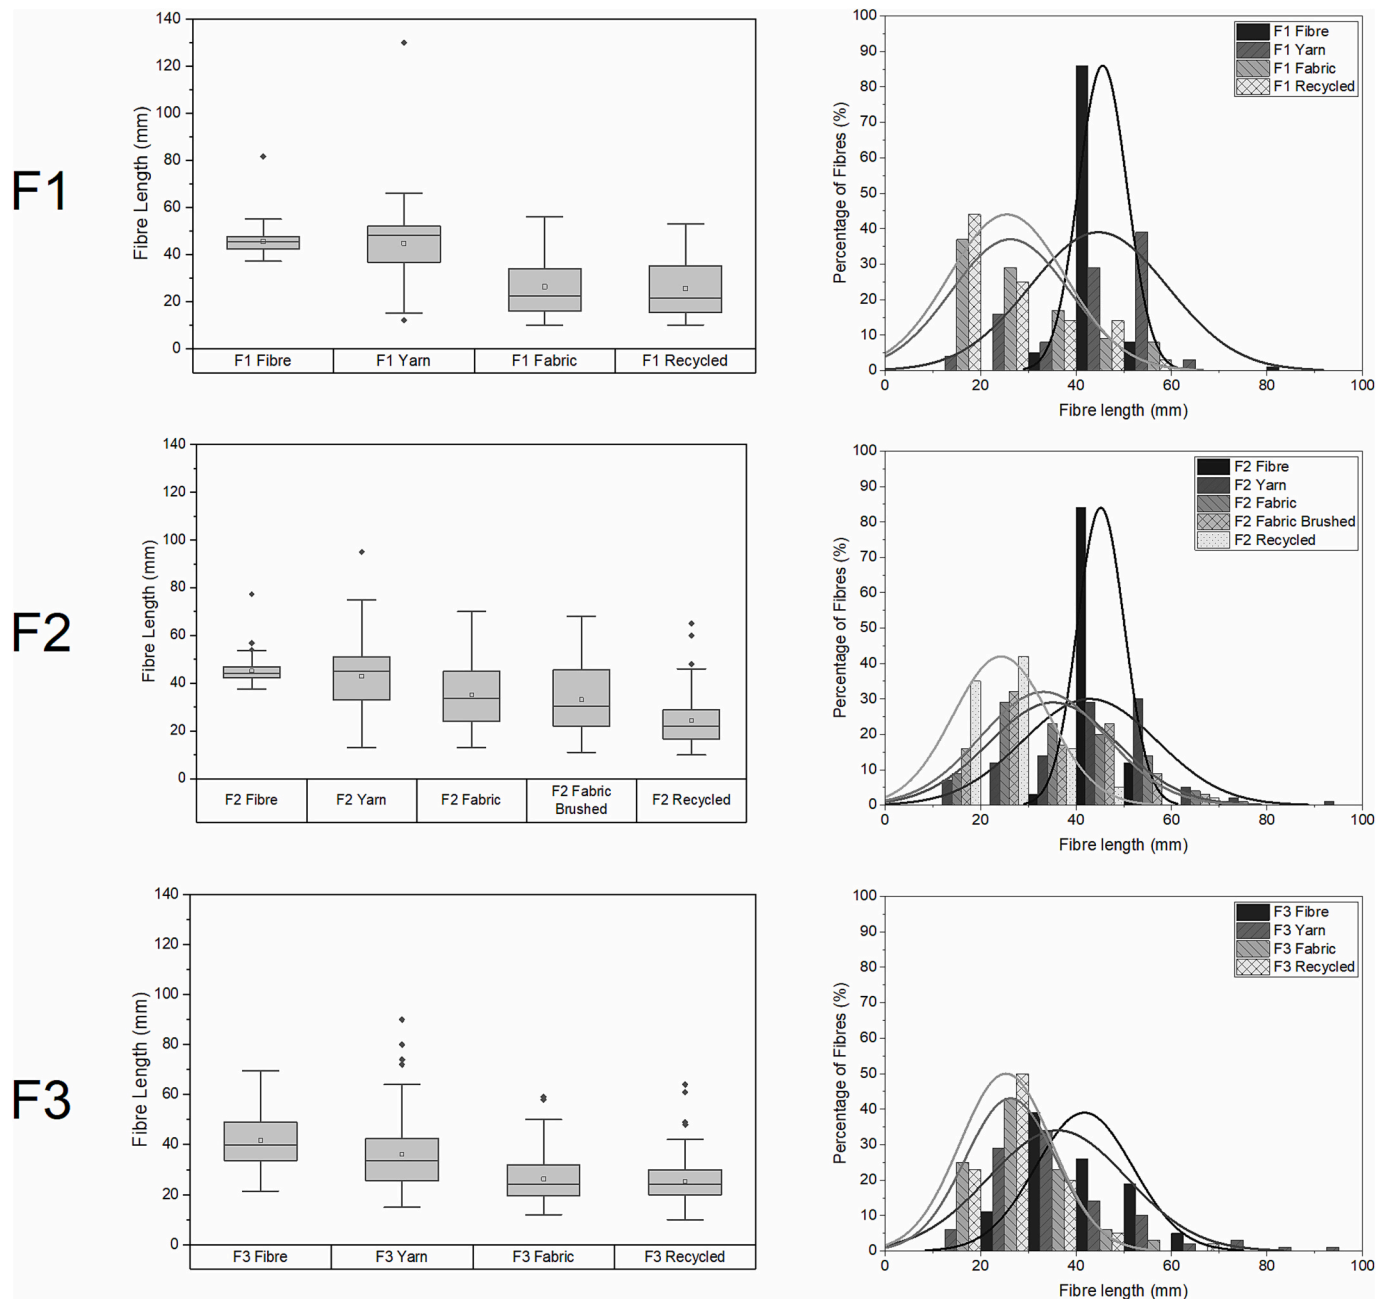 F1
140
120
100
80
60
40
20
0
Fibre Length (mm)
F1 Fibre F1 Yarn F1 Fabric F1 Recycled
100
90
80
70
60
50
40
30
20
10
0
Percentage of Fibres (%)
0 20 40 60 80 100
Fibre length (mm)
F1 Fibre
F1 Yarn
F1 Fabric
F1 Recycled
F2
140
120
100
80
60
40
20
0
Fibre Length (mm)
F2 Fibre F2 Yarn F2 Fabric F2 Fabric Brushed F2 Recycled
100
90
80
70
60
50
40
30
20
10
0
Percentage of Fibres (%)
0 20 40 60 80 100
Fibre length (mm)
F2 Fibre
F2 Yarn
F2 Fabric
F2 Fabric Brushed
F2 Recycled
F3
140
120
100
80
60
40
20
0
Fibre Length (mm)
F3 Fibre F3 Yarn F3 Fabric F3 Recycled
100
90
80
70
60
50
40
30
20
10
0
Percentage of Fibres (%)
0 20 40 60 80 100
Fibre length (mm)
F3 Fibre
F3 Yarn
F3 Fabric
F3 Recycled